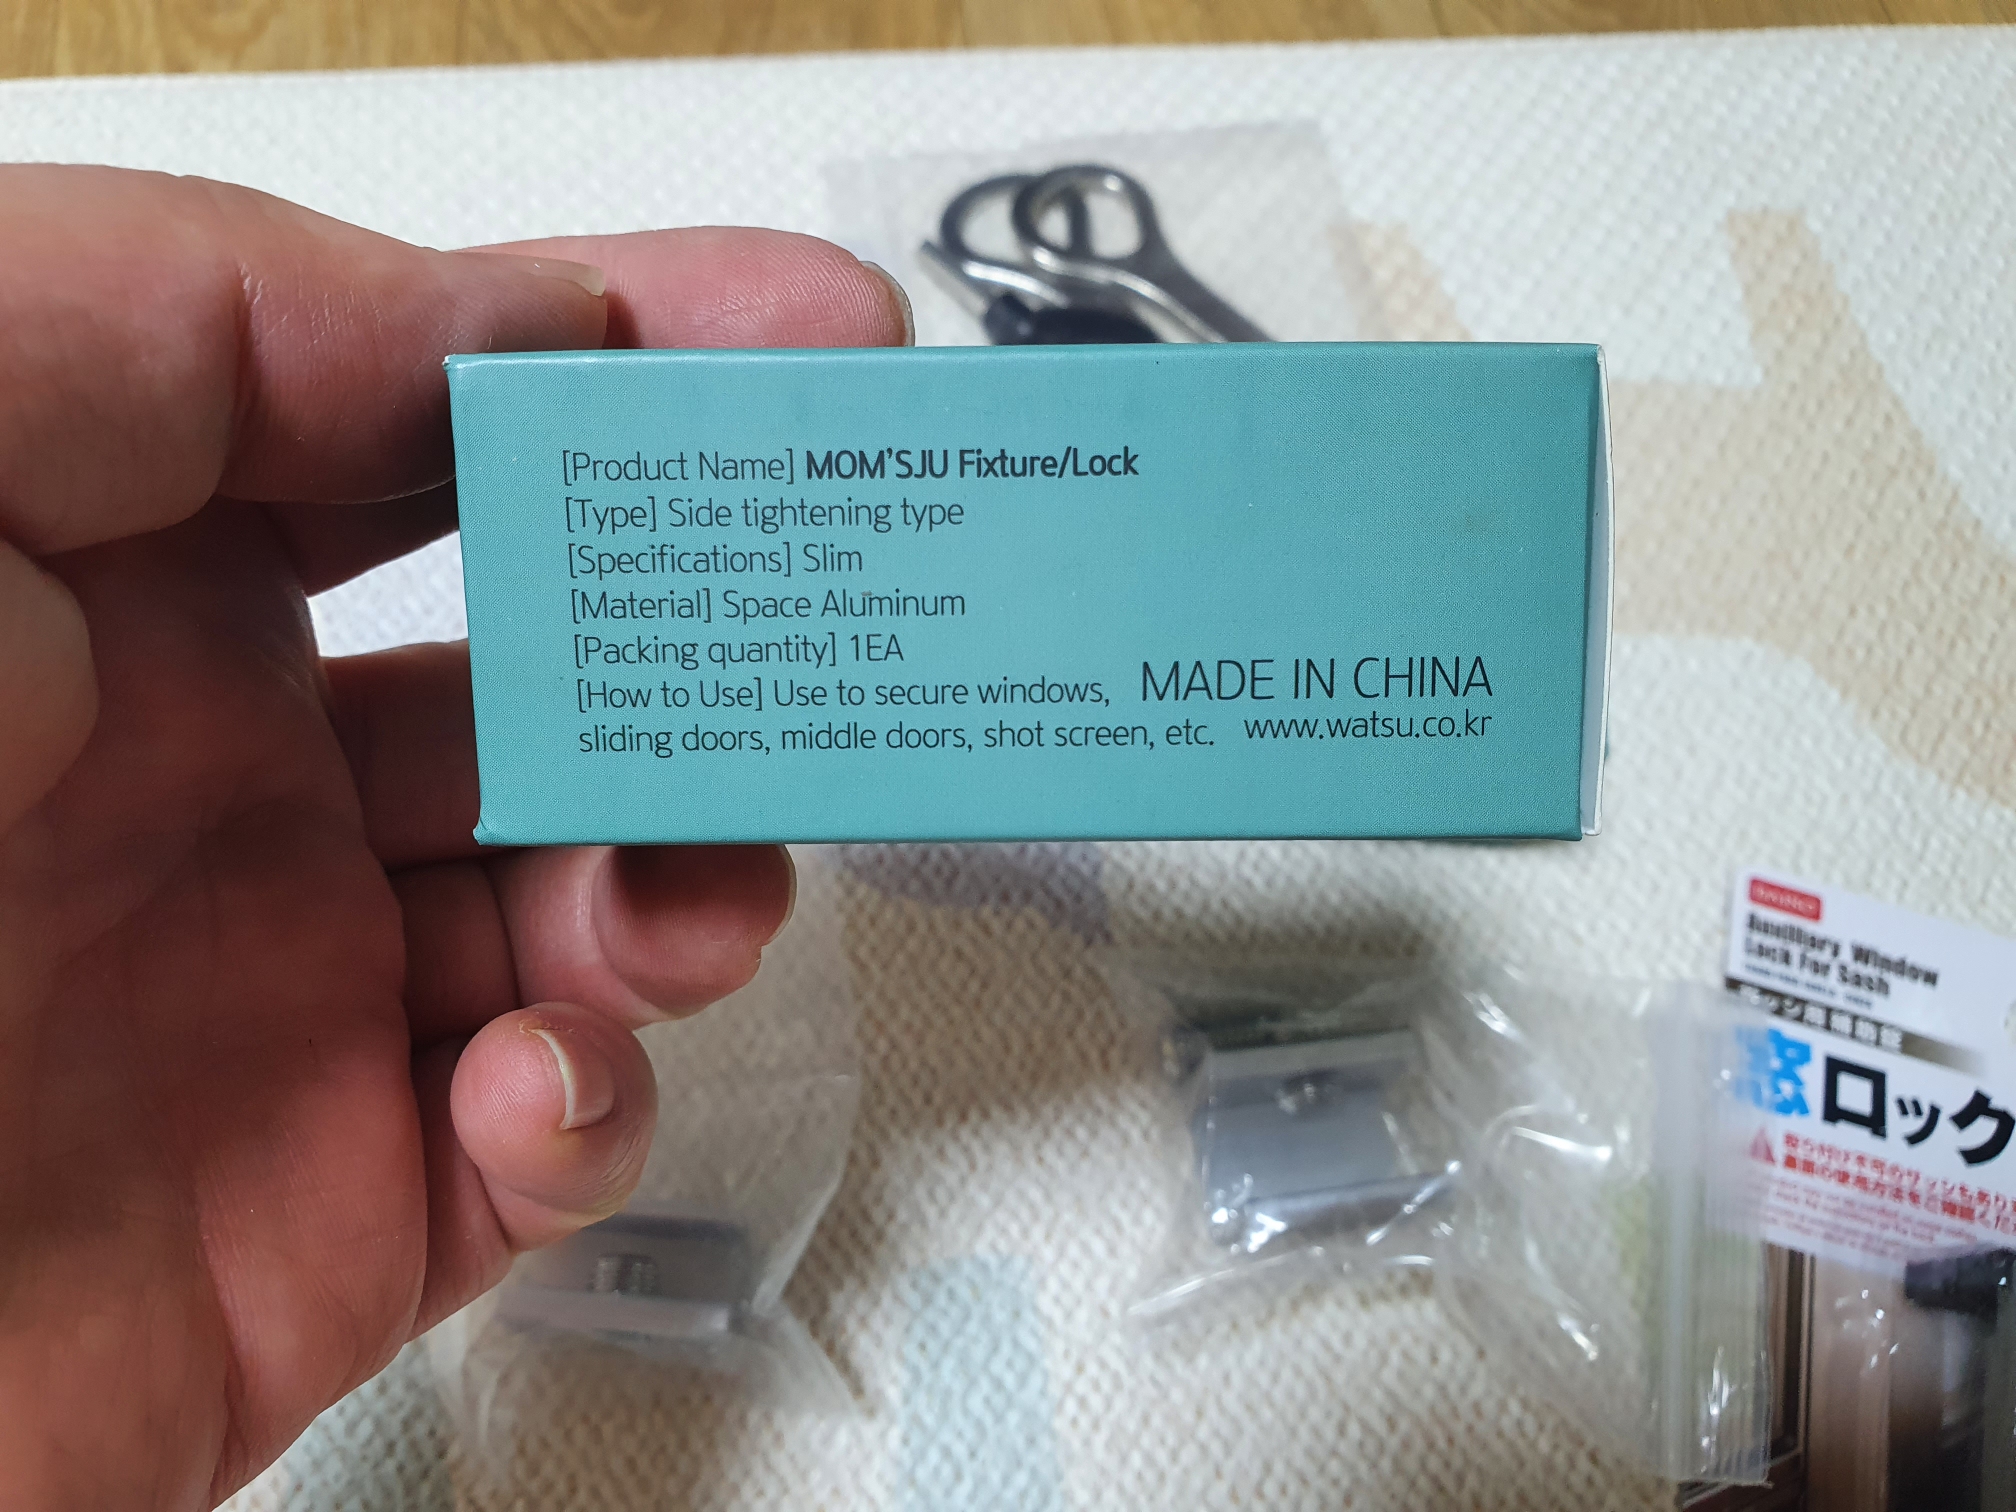 [Product Name] MOM'SJU Fixture/Lock
[Type] Side tightening type
[Specifications] Slim
[Material] Space Aluminum
[Packing quantity] 1EA
[How to Use] Use to secure windows,
sliding doors, middle doors, shot screen, etc.
MADE IN CHINA
www.watsu.co.kr
Auxiliary Window
Lock For Sash
窓ロック